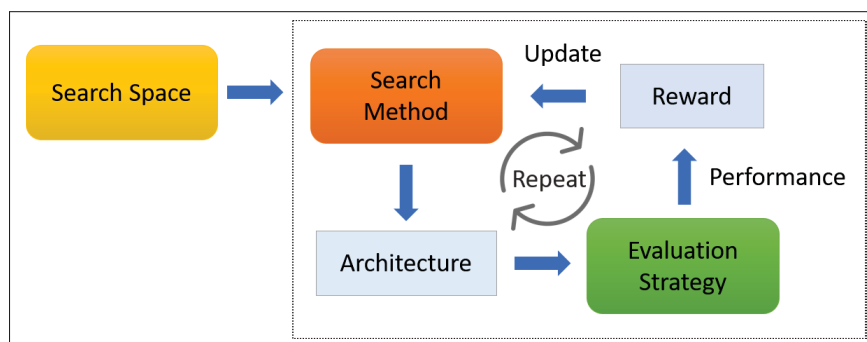 Search Space
Search
Method
Update
Reward
Repeat
Performance
Architecture
Evaluation
Strategy